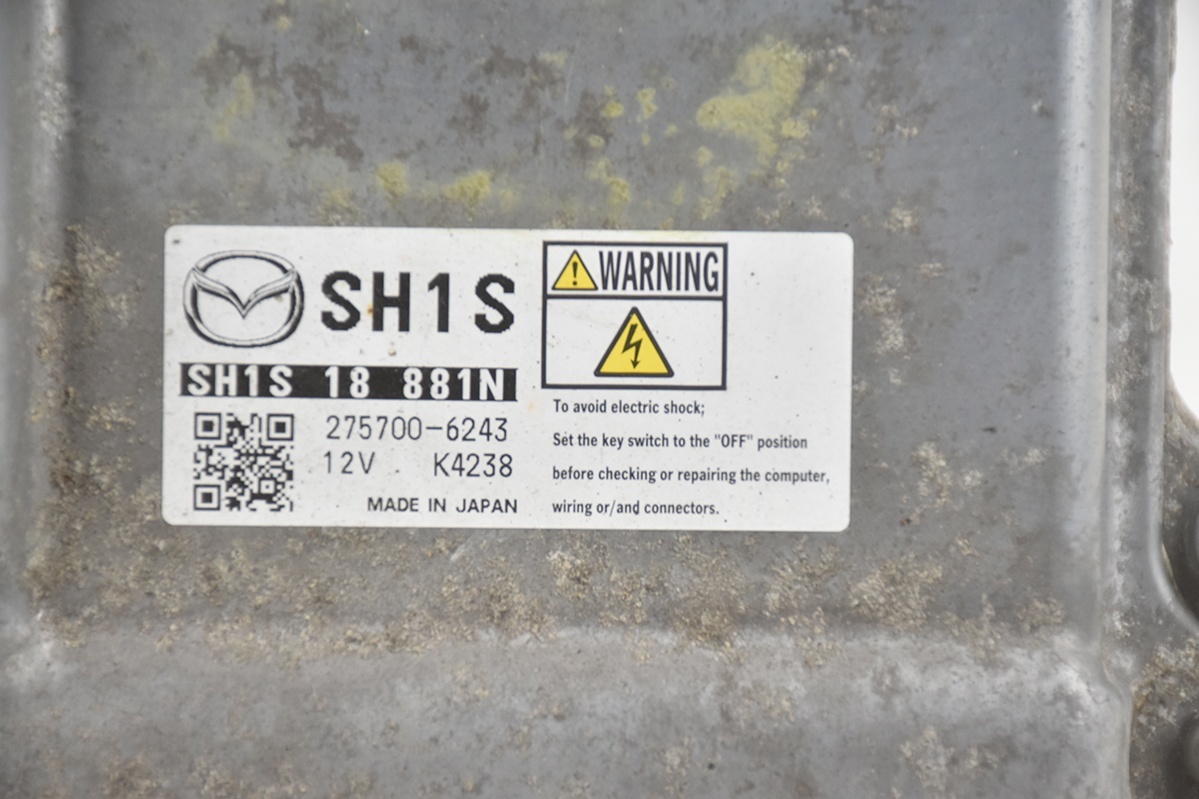 SH1S
SH1S 18 881N
275700-6243
12V K4238
MADE IN JAPAN
WARNING
To avoid electric shock;
Set the key switch to the "OFF" position
before checking or repairing the computer,
wiring or/and connectors.